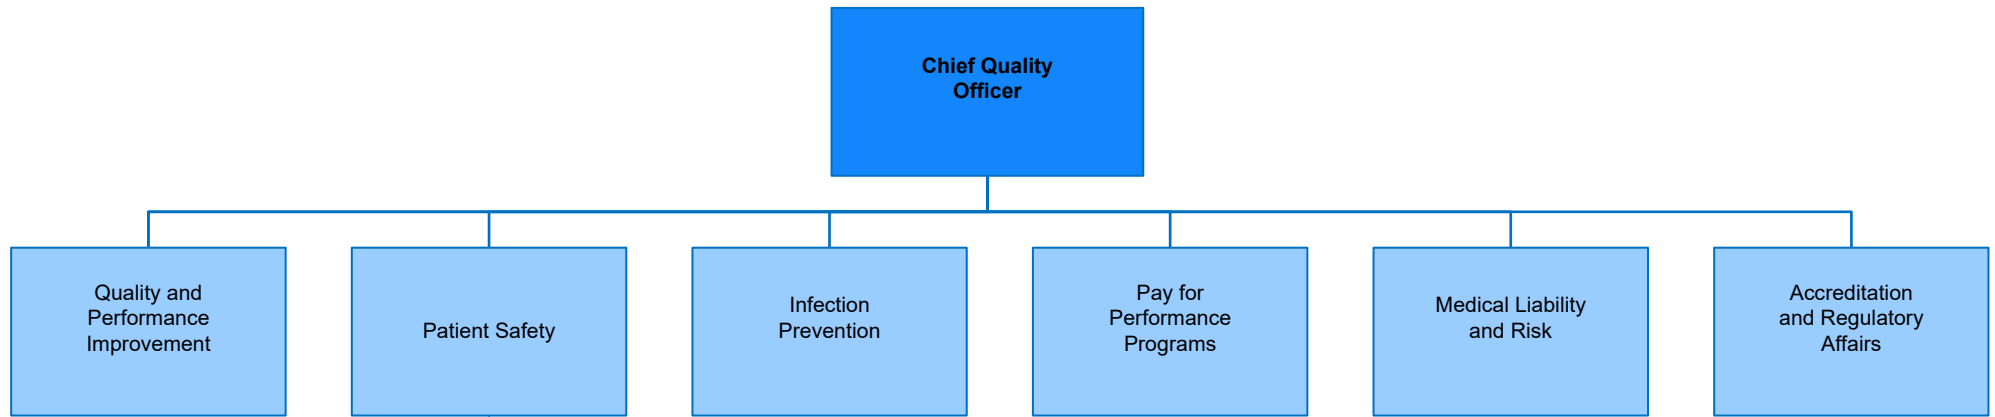 Chief Quality
Officer
Quality and
Performance
Improvement
Patient Safety
Infection
Prevention
Pay for
Performance
Programs
Medical Liability
and Risk
Accreditation
and Regulatory
Affairs